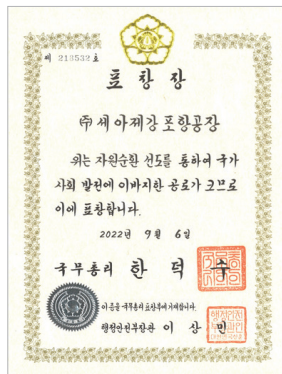 제 213532 호
표 창 장
㈜세아제강 포항공장
위는 자원순환 선도를 통하여 국가
사회 발전에 이바지한 공로가 크므로
이에 표창합니다.
2022년 9월 6일
국무총리 한덕수
이 증을 국무총리 표창부에 기재합니다.
행정안전부장관 이상민